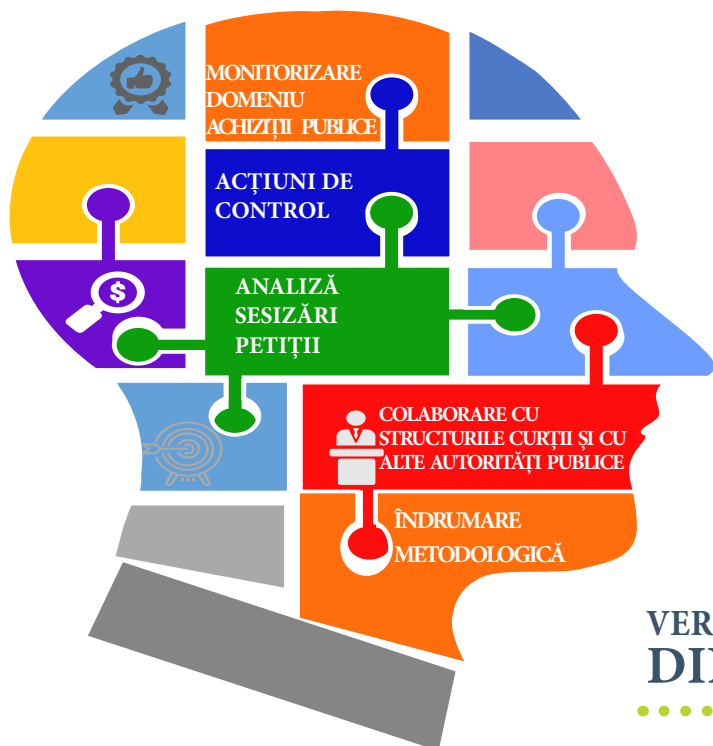 MONITORIZARE
DOMENIU
ACHIZIȚII PUBLICE
ACȚIUNI DE
CONTROL
$
ANALIZĂ
SESIZĂRI
PETIȚII
COLABORARE CU
STRUCTURILE CURȚII ȘI CU
ALTE AUTORITĂȚI PUBLICE
ÎNDRUMARE
METODOLOGICĂ
VER